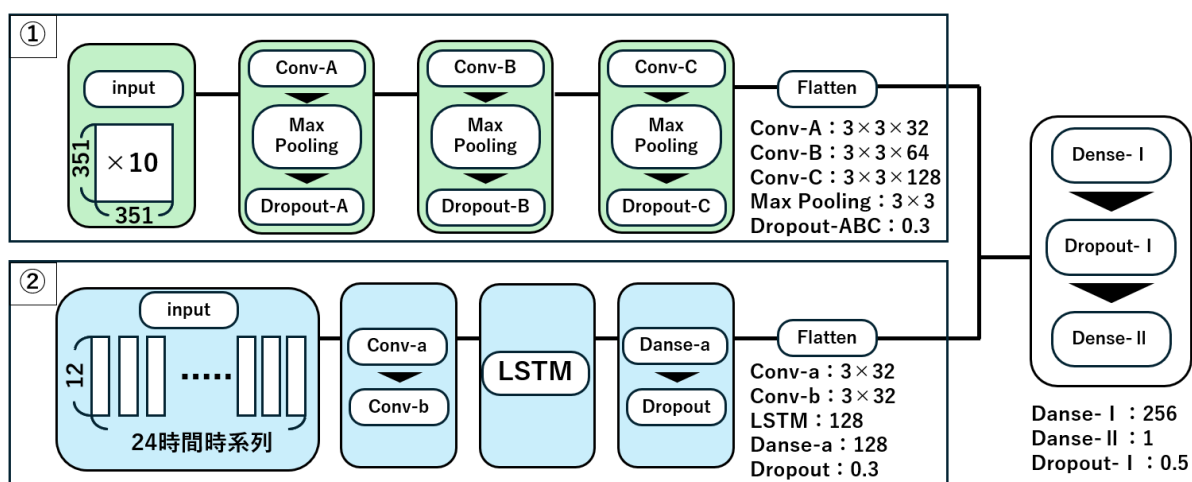 ①
input
351
×10
351
Conv-A
Max
Pooling
Dropout-A
Conv-B
Max
Pooling
Dropout-B
Conv-C
Max
Pooling
Dropout-C
Flatten
Conv-A：3×3×32
Conv-B：3×3×64
Conv-C：3×3×128
Max Pooling：3×3
Dropout-ABC：0.3
②
input
12
.....
24時間時系列
Conv-a
Conv-b
LSTM
Danse-a
Dropout
Flatten
Conv-a：3×32
Conv-b：3×32
LSTM：128
Danse-a：128
Dropout：0.3
Dense-Ⅰ
Dropout-Ⅰ
Dense-Ⅱ
Danse-Ⅰ：256
Danse-Ⅱ：1
Dropout-Ⅰ：0.5